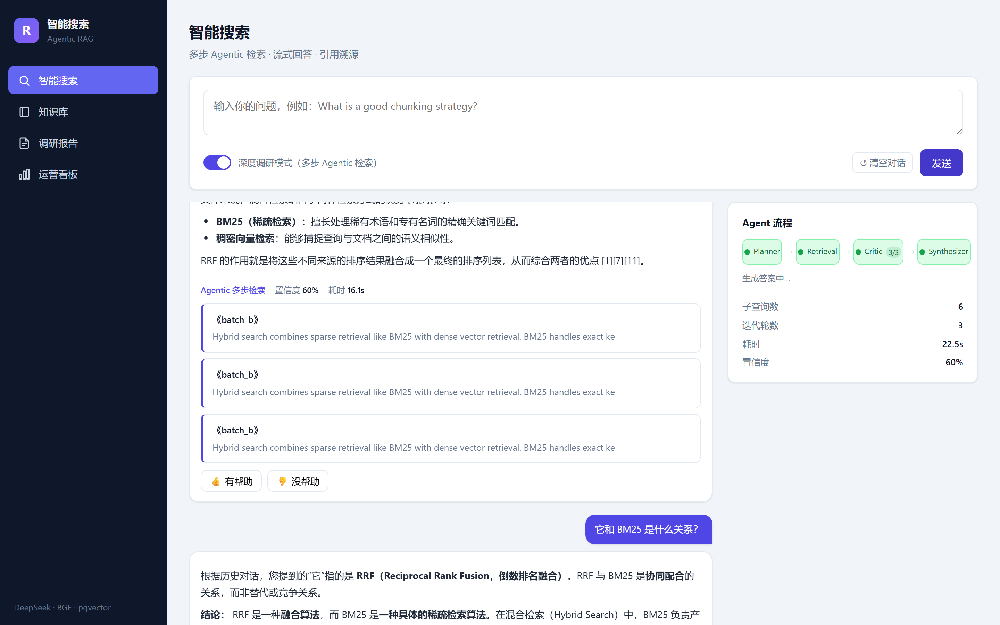 R
智能搜索
Agentic RAG
智能搜索
知识库
调研报告
运营看板
DeepSeek · BGE · pgvector
智能搜索
多步 Agentic 检索 · 流式回答 · 引用溯源
输入你的问题，例如：What is a good chunking strategy?
深度调研模式（多步 Agentic 检索）
清空对话
发送
BM25（稀疏检索）：擅长处理稀有术语和专有名词的精确关键词匹配。
稠密向量检索：能够捕捉查询与文档之间的语义相似性。
RRF 的作用就是将这些不同来源的排序结果融合成一个最终的排序列表，从而综合两者的优点 [1][7][11]。
Agentic 多步检索 置信度 60% 耗时 16.1s
《batch_b》
Hybrid search combines sparse retrieval like BM25 with dense vector retrieval. BM25 handles exact ke
《batch_b》
Hybrid search combines sparse retrieval like BM25 with dense vector retrieval. BM25 handles exact ke
《batch_b》
Hybrid search combines sparse retrieval like BM25 with dense vector retrieval. BM25 handles exact ke
👍 有帮助 👎 没帮助
它和 BM25 是什么关系？
根据历史对话，您提到的“它”指的是 RRF（Reciprocal Rank Fusion，倒数排名融合）。RRF 与 BM25 是协同配合的
关系，而非替代或竞争关系。
结论： RRF 是一种融合算法，而 BM25 是一种具体的稀疏检索算法。在混合检索（Hybrid Search）中，BM25 负责产
Agent 流程
Planner → Retrieval → Critic 3/3 → Synthesizer
生成答案中...
子查询数 6
迭代轮数 3
耗时 22.5s
置信度 60%